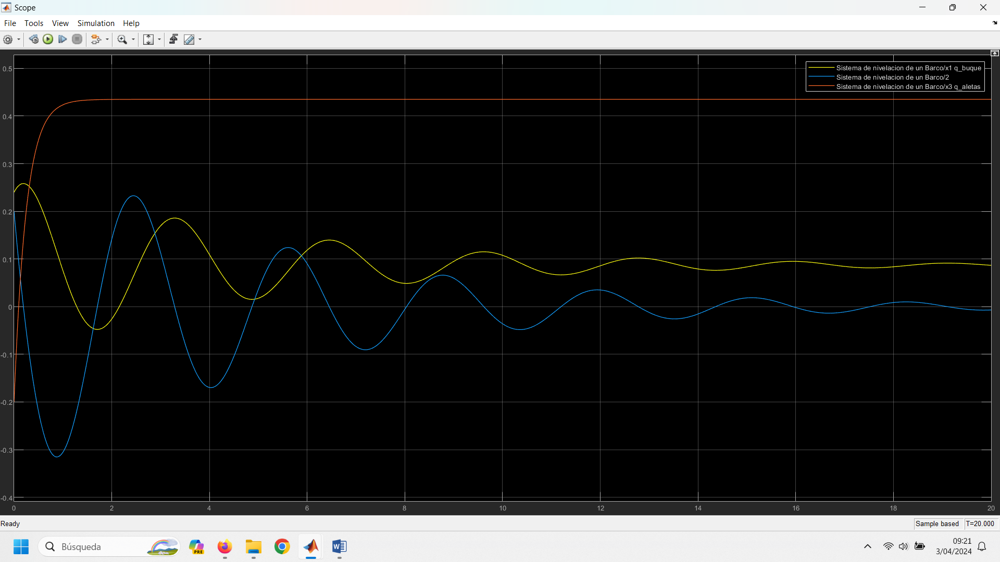 Scope
File Tools View Simulation Help
Sistema de nivelacion de un Barco/x1 q_buque
Sistema de nivelacion de un Barco/2
Sistema de nivelacion de un Barco/x3 q_aletas
0.5
0.4
0.3
0.2
0.1
0
-0.1
-0.2
-0.3
-0.4
0 2 4 6 8 10 12 14 16 18 20
Ready
Sample based T=20.000
Búsqueda
PRE
W
09:21
3/04/2024